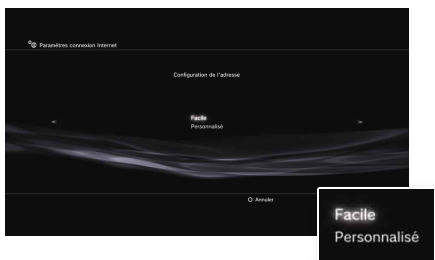 Paramètres connexion Internet
Configuration de l'adresse
Facile
Personnalisé
Annuler
Facile
Personnalisé